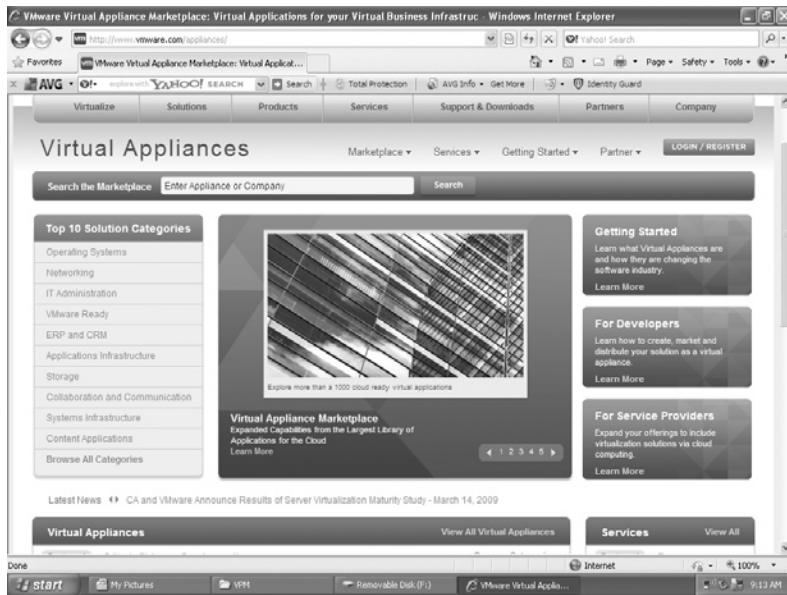 VMware Virtual Appliance Marketplace: Virtual Applications for your Virtual Business Infrastruc - Windows Internet Explorer
http://www.vmware.com/appliances/
Yahoo! Search
Favorites
VMware Virtual Appliance Marketplace: Virtual Applicat...
Page
Safety
Tools
AVG
explore with YAHOO! SEARCH
Search
Total Protection
AVG Info
Get More
Identity Guard
Virtualize
Solutions
Products
Services
Support & Downloads
Partners
Company
Virtual Appliances
Marketplace
Services
Getting Started
Partner
LOGIN / REGISTER
Search the Marketplace
Enter Appliance or Company
Search
Top 10 Solution Categories
Operating Systems
Networking
IT Administration
VMware Ready
ERP and CRM
Applications Infrastructure
Storage
Collaboration and Communication
Systems Infrastructure
Content Applications
Browse All Categories
Explore more than a 1000 cloud ready virtual applications
Virtual Appliance Marketplace
Expanded Capabilities from the Largest Library of
Applications for the Cloud
Learn More
1 2 3 4 5
Getting Started
Learn what Virtual Appliances are
and how they are changing the
software industry.
Learn More
For Developers
Learn how to create, market and
distribute your solution as a virtual
appliance.
Learn More
For Service Providers
Expand your offerings to include
virtualization solutions via cloud
computing.
Learn More
Latest News
CA and VMware Announce Results of Server Virtualization Maturity Study - March 14, 2009
Virtual Appliances
View All Virtual Appliances
Services
View All
Done
Internet
100%
start
My Pictures
VPM
Removable Disk (F:)
VMware Virtual Applia...
9:13 AM